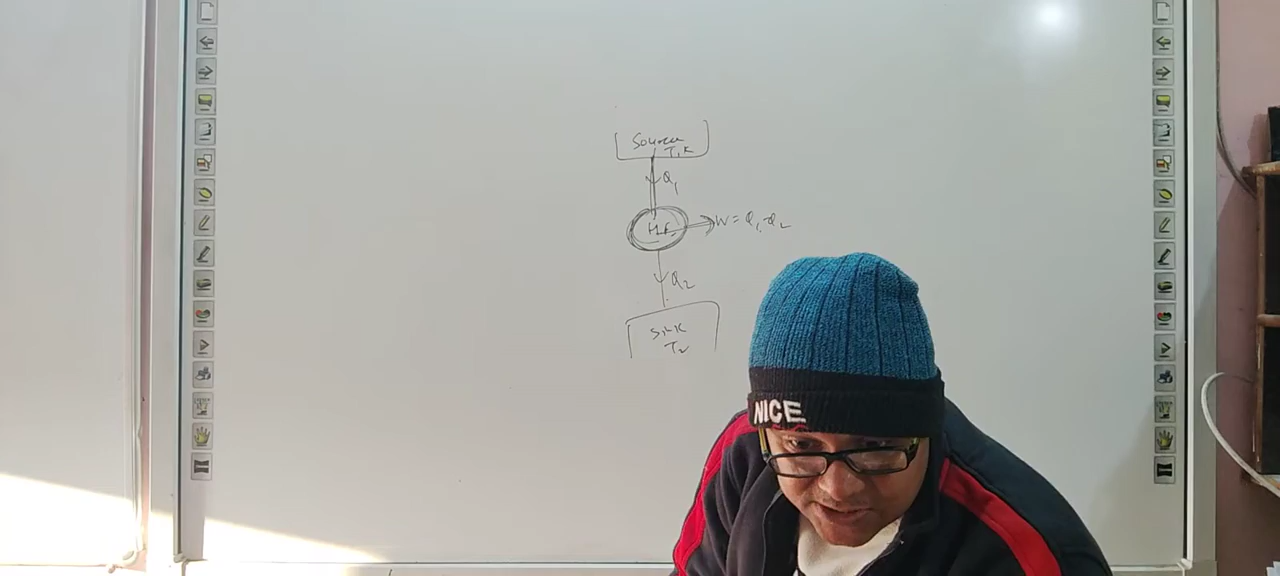 Source
T₁K
Q₁
H.E.
W = Q₁-Q₂
Q₂
Sink
T₂
NICE